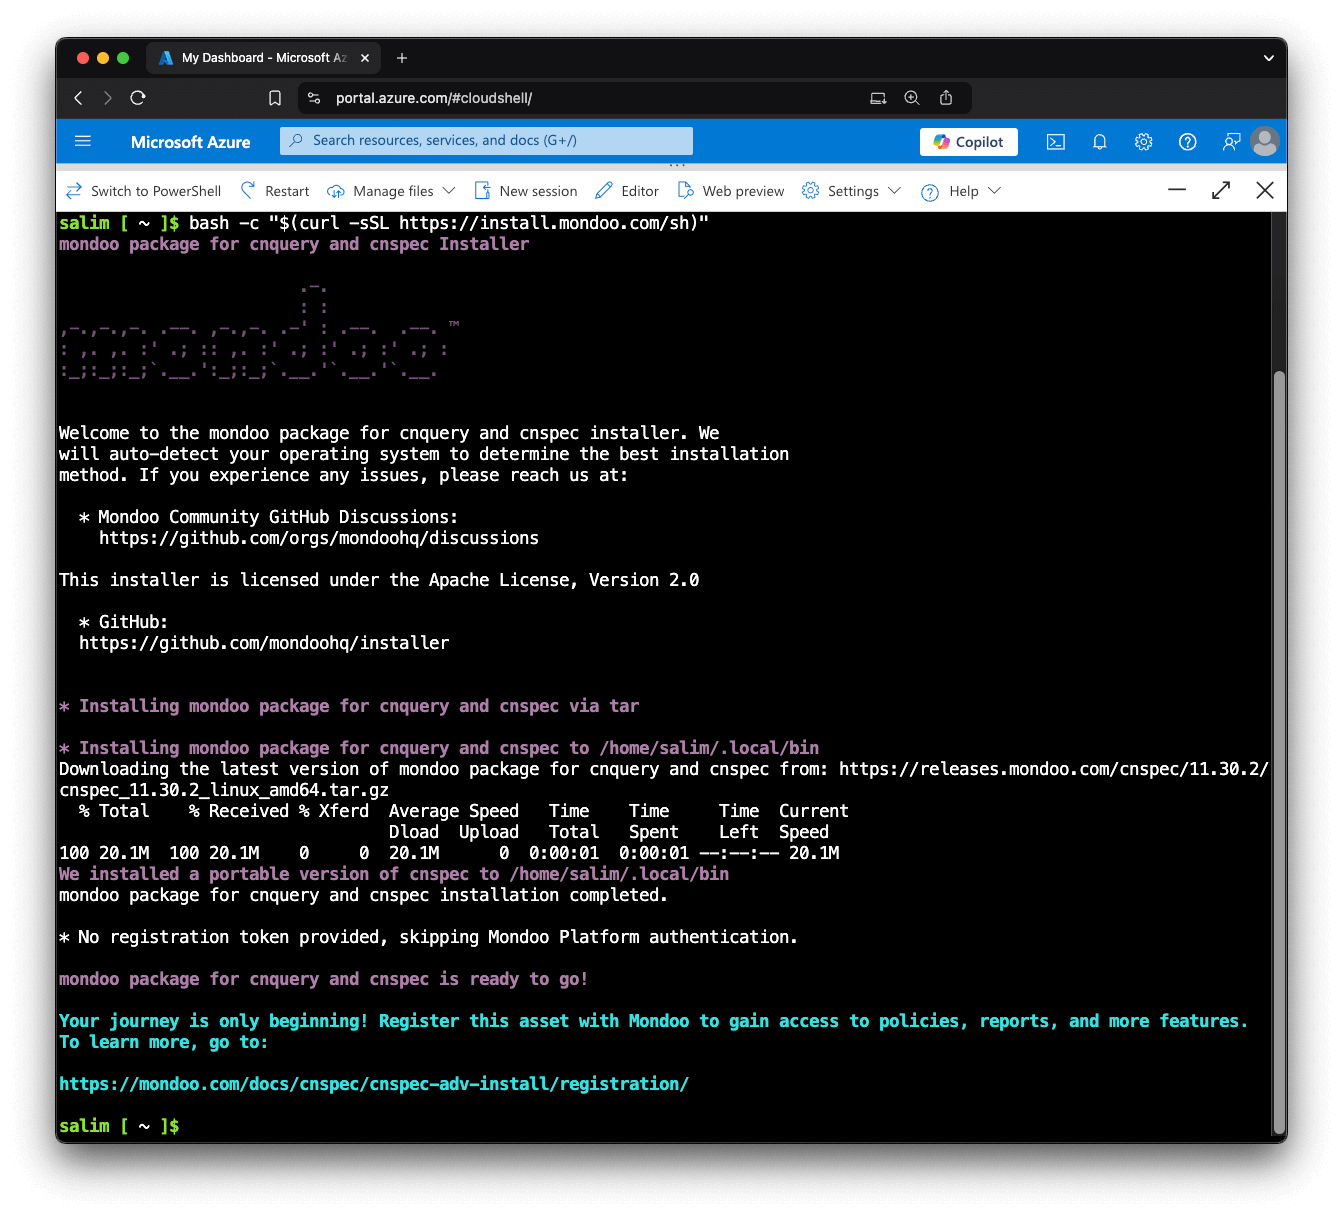 My Dashboard - Microsoft Az
portal.azure.com/#cloudshell/
Microsoft Azure
Search resources, services, and docs (G+/)
Copilot
Switch to PowerShell Restart Manage files New session Editor Web preview Settings Help
salim [ ~ ]$ bash -c "$(curl -sSL https://install.mondoo.com/sh)"
mondoo package for cnquery and cnspec Installer
                        .-.
                        : :
,-.,-.,-. .--. ,-.,-. .-' : .--.  .--. ™
: ,. ,. :' .; :: ,. :' .; :' .; :' .; :
:_;:_;:_;`.__.':_;:_;`.__.'`.__.'`.__.
Welcome to the mondoo package for cnquery and cnspec installer. We
will auto-detect your operating system to determine the best installation
method. If you experience any issues, please reach us at:
* Mondoo Community GitHub Discussions:
https://github.com/orgs/mondoohq/discussions
This installer is licensed under the Apache License, Version 2.0
* GitHub:
https://github.com/mondoohq/installer
* Installing mondoo package for cnquery and cnspec via tar
* Installing mondoo package for cnquery and cnspec to /home/salim/.local/bin
Downloading the latest version of mondoo package for cnquery and cnspec from: https://releases.mondoo.com/cnspec/11.30.2/
cnspec_11.30.2_linux_amd64.tar.gz
  % Total    % Received % Xferd  Average Speed   Time    Time     Time  Current
                                 Dload  Upload   Total   Spent    Left  Speed
100 20.1M  100 20.1M    0     0  20.1M      0  0:00:01  0:00:01 --:--:-- 20.1M
We installed a portable version of cnspec to /home/salim/.local/bin
mondoo package for cnquery and cnspec installation completed.
* No registration token provided, skipping Mondoo Platform authentication.
mondoo package for cnquery and cnspec is ready to go!
Your journey is only beginning! Register this asset with Mondoo to gain access to policies, reports, and more features.
To learn more, go to:
https://mondoo.com/docs/cnspec/cnspec-adv-install/registration/
salim [ ~ ]$